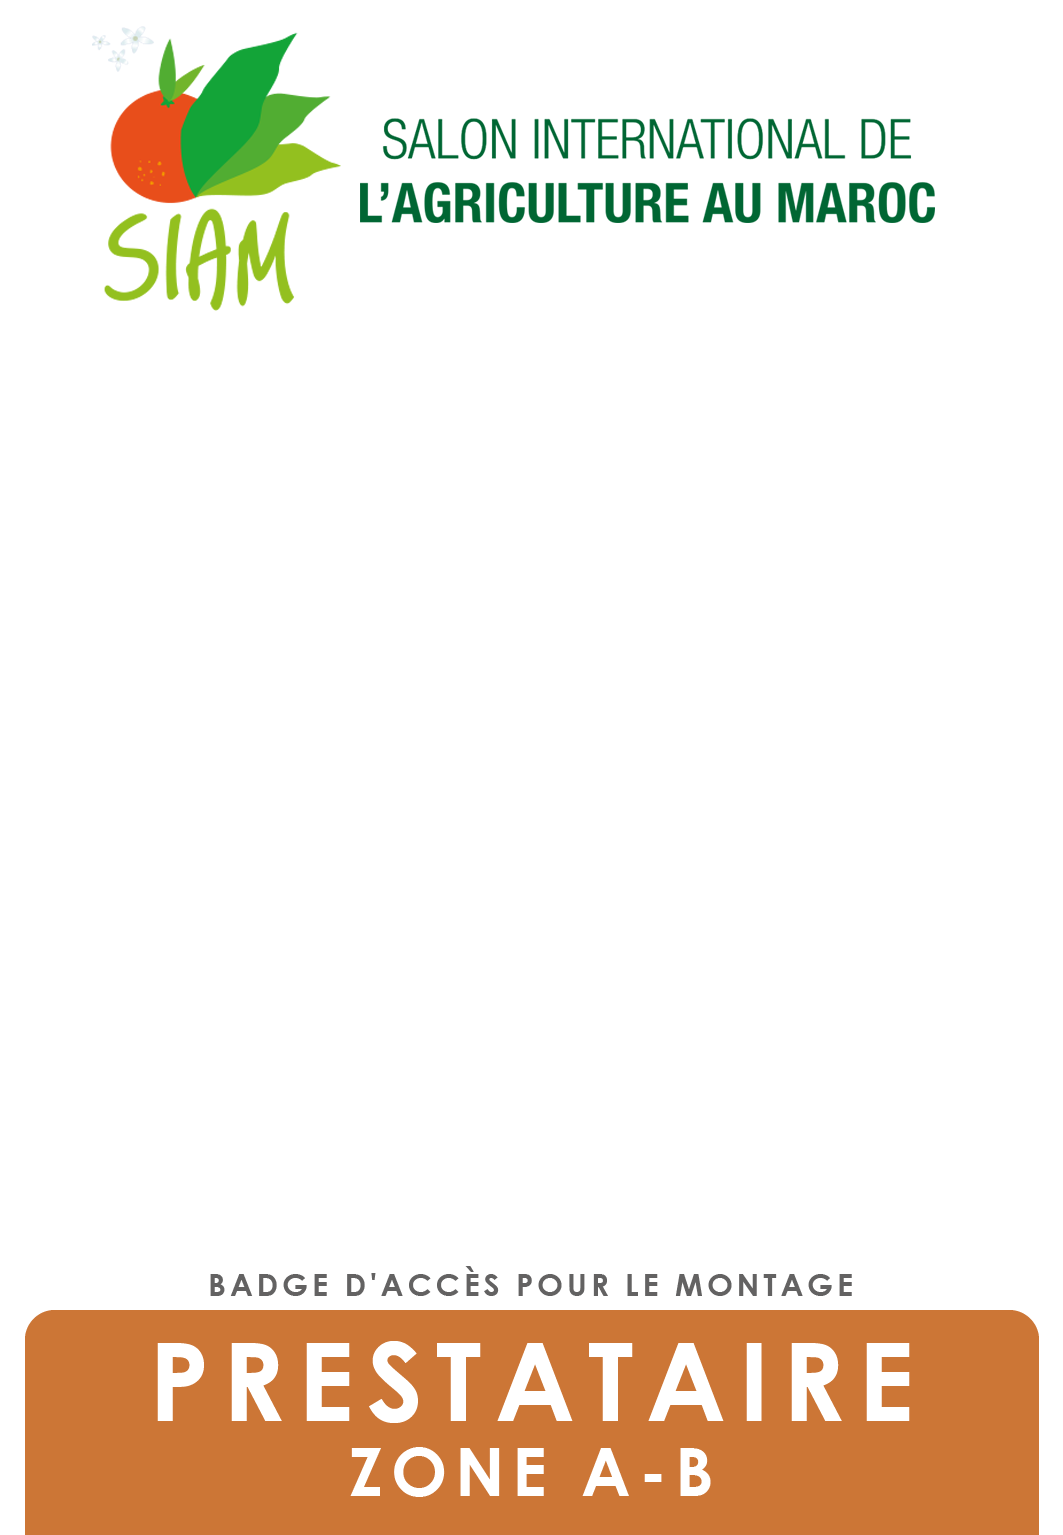 SIAM
SALON INTERNATIONAL DE
L'AGRICULTURE AU MAROC
BADGE D'ACCÈS POUR LE MONTAGE
PRESTATAIRE
ZONE A-B